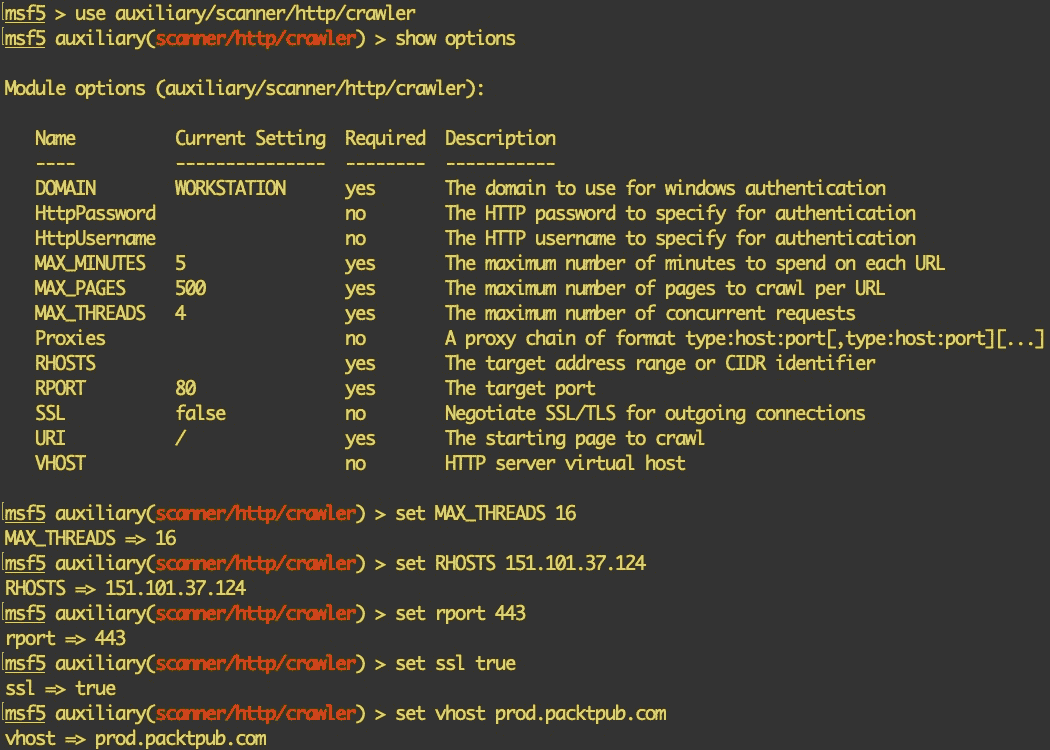 msf5 > use auxiliary/scanner/http/crawler
msf5 auxiliary(scanner/http/crawler) > show options
Module options (auxiliary/scanner/http/crawler):
Name Current Setting Required Description
---- --------------- -------- -----------
DOMAIN WORKSTATION yes The domain to use for windows authentication
HttpPassword no The HTTP password to specify for authentication
HttpUsername no The HTTP username to specify for authentication
MAX_MINUTES 5 yes The maximum number of minutes to spend on each URL
MAX_PAGES 500 yes The maximum number of pages to crawl per URL
MAX_THREADS 4 yes The maximum number of concurrent requests
Proxies no A proxy chain of format type:host:port[,type:host:port][...]
RHOSTS yes The target address range or CIDR identifier
RPORT 80 yes The target port
SSL false no Negotiate SSL/TLS for outgoing connections
URI / yes The starting page to crawl
VHOST no HTTP server virtual host
msf5 auxiliary(scanner/http/crawler) > set MAX_THREADS 16
MAX_THREADS => 16
msf5 auxiliary(scanner/http/crawler) > set RHOSTS 151.101.37.124
RHOSTS => 151.101.37.124
msf5 auxiliary(scanner/http/crawler) > set rport 443
rport => 443
msf5 auxiliary(scanner/http/crawler) > set ssl true
ssl => true
msf5 auxiliary(scanner/http/crawler) > set vhost prod.packtpub.com
vhost => prod.packtpub.com